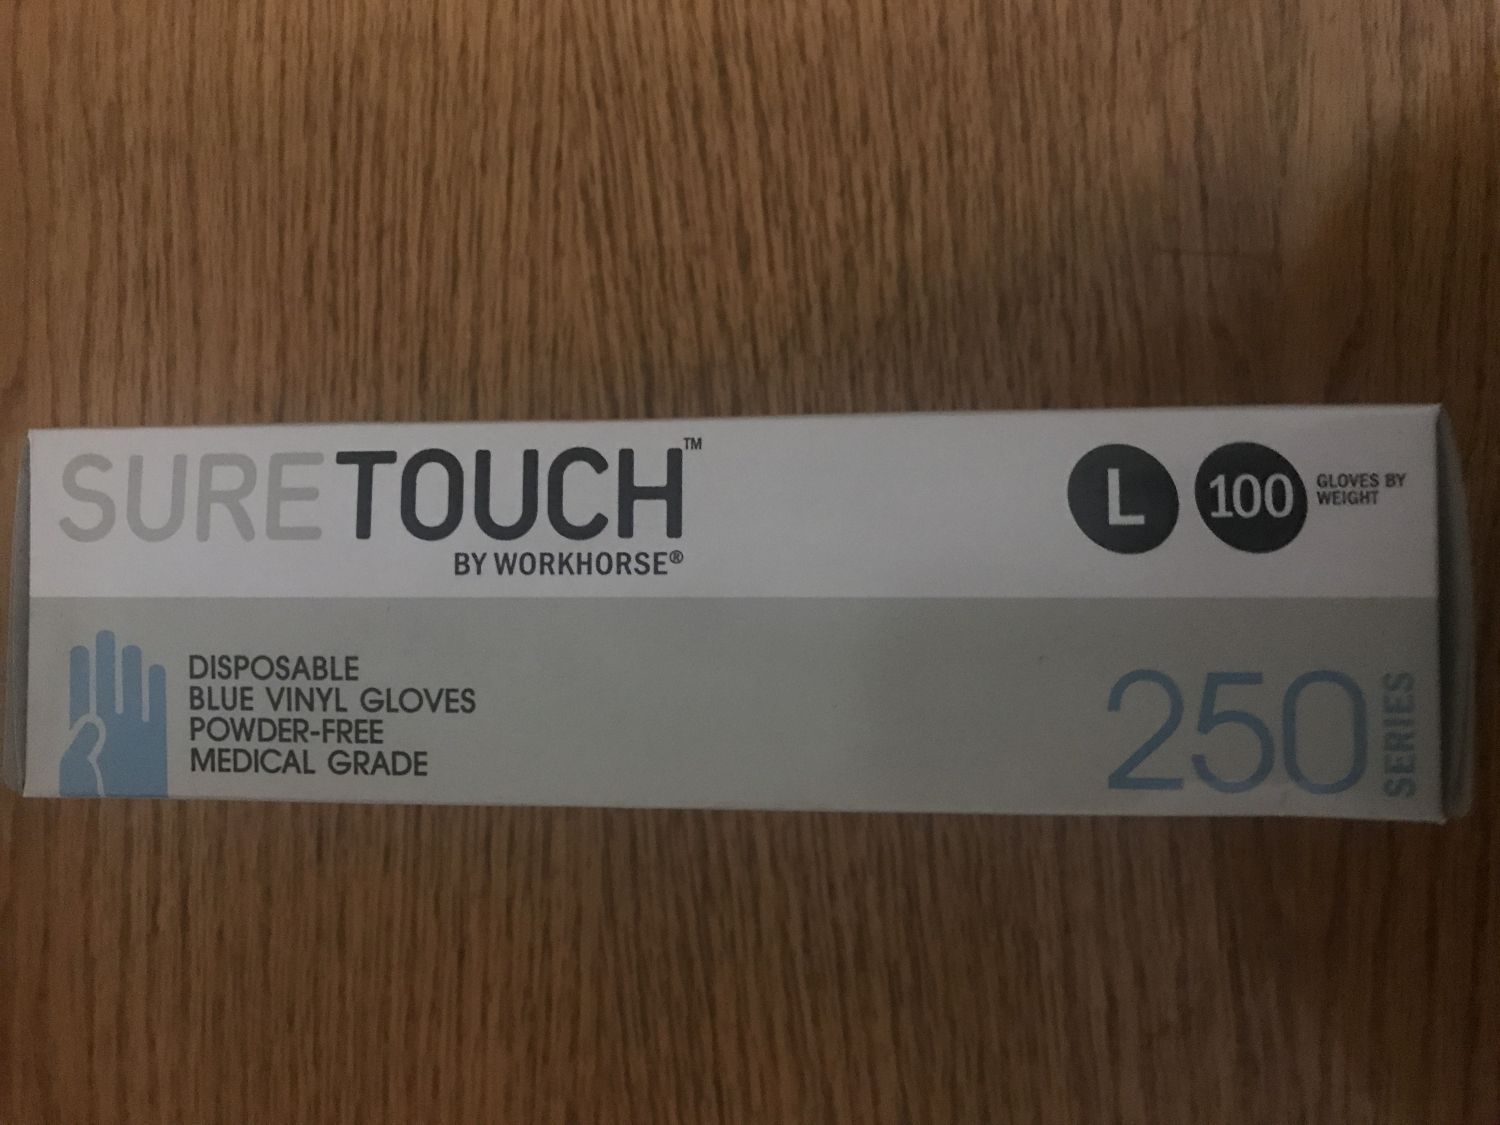 SURETOUCH™
BY WORKHORSE®
L
100
GLOVES BY
WEIGHT
DISPOSABLE
BLUE VINYL GLOVES
POWDER-FREE
MEDICAL GRADE
250
SERIES